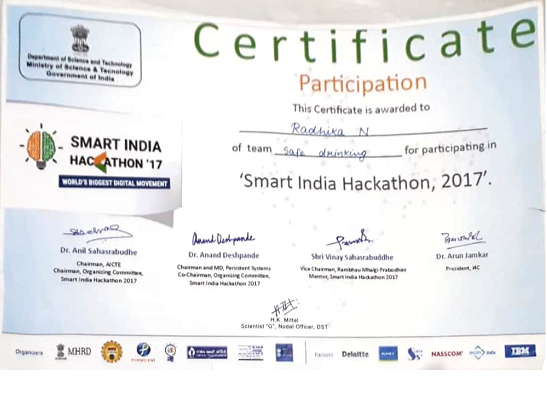 Certificate
Department of Science and Technology
Ministry of Science & Tecnology
Government of India
Participation
This Certificate is awarded to
Radhika N
of team safe drinking for participating in
'Smart India Hackathon, 2017'.
SMART INDIA
HACKATHON '17
WORLD'S BIGGEST DIGITAL MOVEMENT
Anand Deshpande
Dr. Anil Sahasrabudhe
Chairman, AICTE
Chairman, Organizing Committee,
Smart India Hackathon 2017
Dr. Anand Deshpande
Chairman and MD, Persistent Systems
Co-Chairman, Organizing Committee,
Smart India Hackathon 2017
Shri Vinay Sahasrabuddhe
Vice Chairman, Rambhau Mhalgi Prabodhini
Mentor, Smart India Hackathon 2017
Dr. Arun Jamkar
President, i4C
H.K. Mittal
Scientist "G", Nodal Officer, DST
Organizers MHRD Partners Deloitte NASSCOM IBM